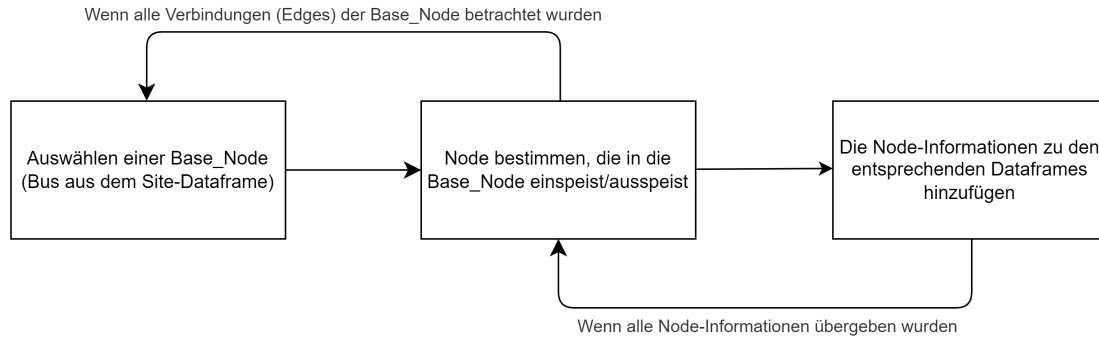 Wenn alle Verbindungen (Edges) der Base_Node betrachtet wurden
Auswählen einer Base_Node
(Bus aus dem Site-Dataframe)
Node bestimmen, die in die
Base_Node einspeist/ausspeist
Die Node-Informationen zu den
entsprechenden Dataframes
hinzufügen
Wenn alle Node-Informationen übergeben wurden